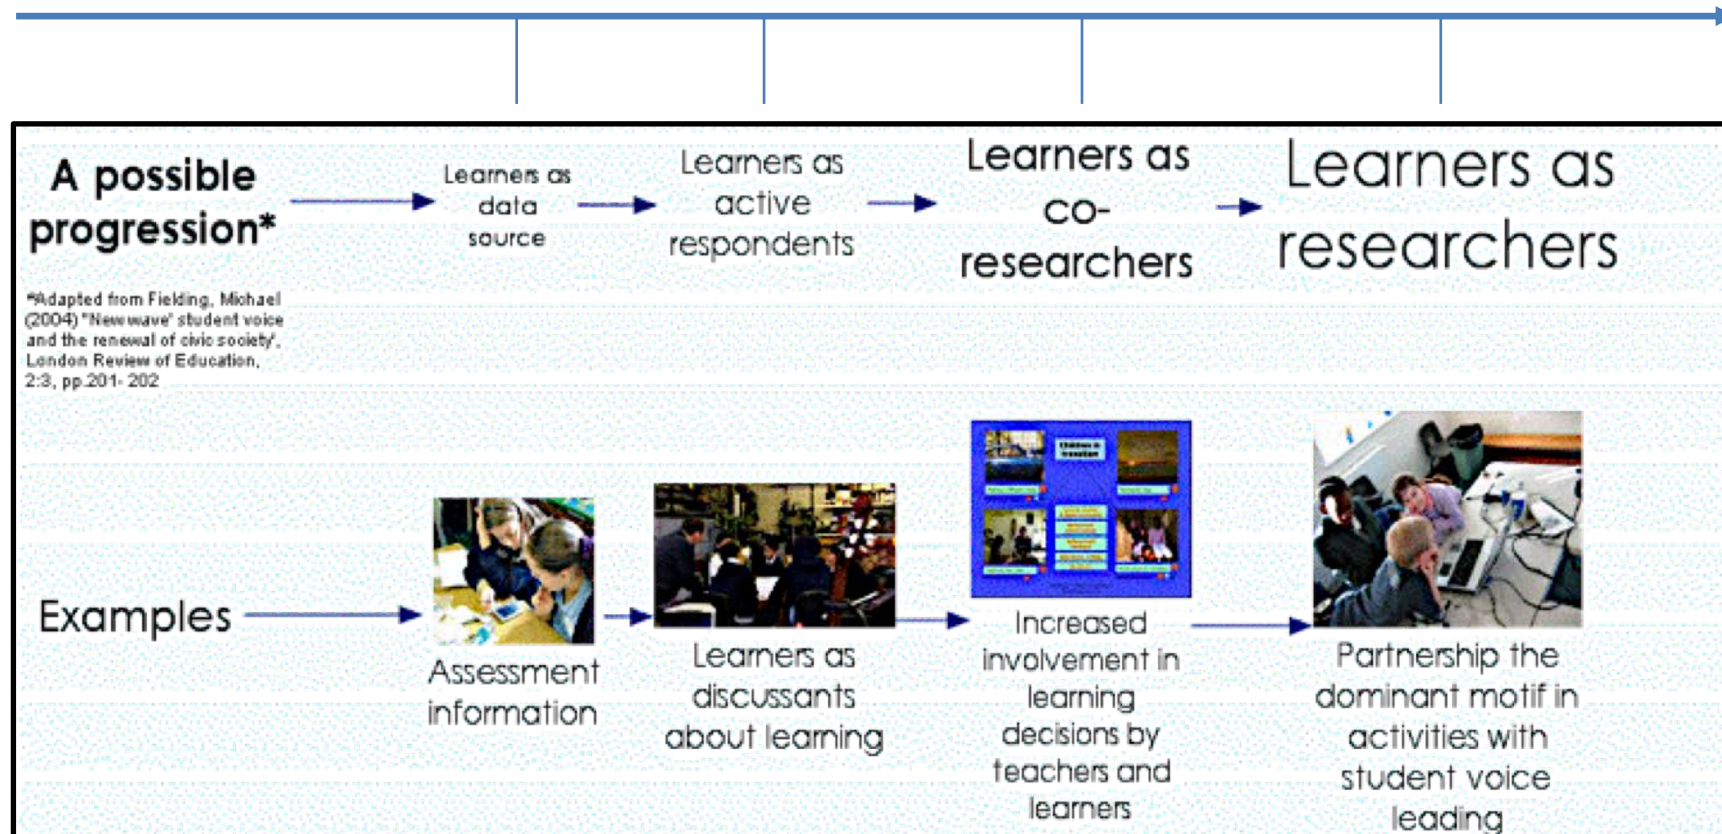 A possible
progression*
Learners as
data
source
Learners as
active
respondents
Learners as
co-
researchers
Learners as
researchers
*Adapted from Fielding, Michael
(2004) "New wave' student voice
and the renewal of civic society',
London Review of Education,
2:3, pp.201- 202
Examples
Assessment
information
Learners as
discussants
about learning
Increased
involvement in
learning
decisions by
teachers and
learners
Partnership the
dominant motif in
activities with
student voice
leading